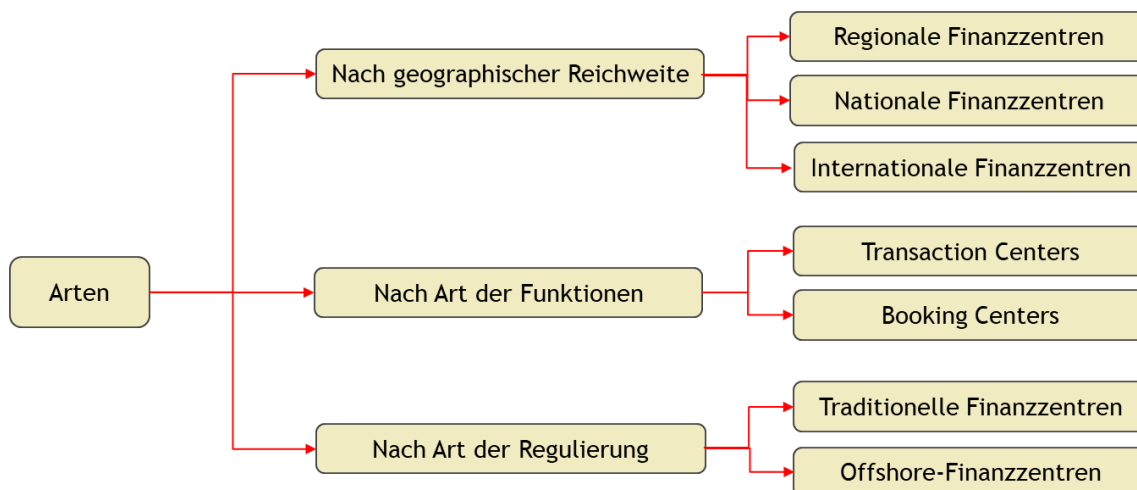 Arten
Nach geographischer Reichweite
Regionale Finanzzentren
Nationale Finanzzentren
Internationale Finanzzentren
Nach Art der Funktionen
Transaction Centers
Booking Centers
Nach Art der Regulierung
Traditionelle Finanzzentren
Offshore-Finanzzentren